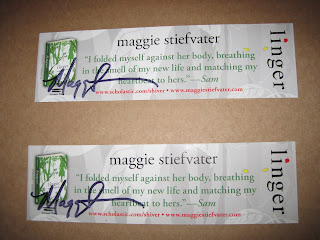 maggie stiefvater
"I folded myself against her body, breathing
in the smell of my new life and matching my
heartbeat to hers."—Sam
www.scholastic.com/shiver • www.maggiestiefvater.com
linger
maggie stiefvater
"I folded myself against her body, breathing
in the smell of my new life and matching my
heartbeat to hers."—Sam
www.scholastic.com/shiver • www.maggiestiefvater.com
linger